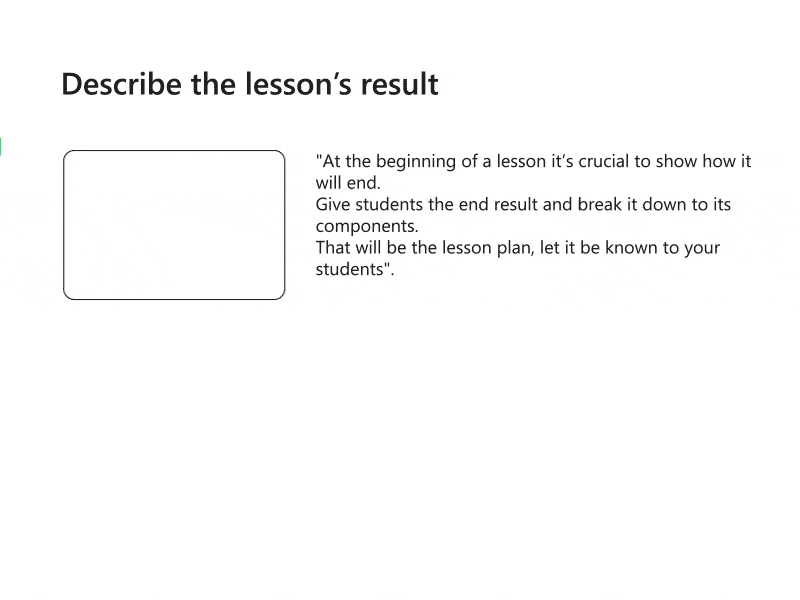 Describe the lesson’s result
"At the beginning of a lesson it’s crucial to show how it
will end.
Give students the end result and break it down to its
components.
That will be the lesson plan, let it be known to your
students".